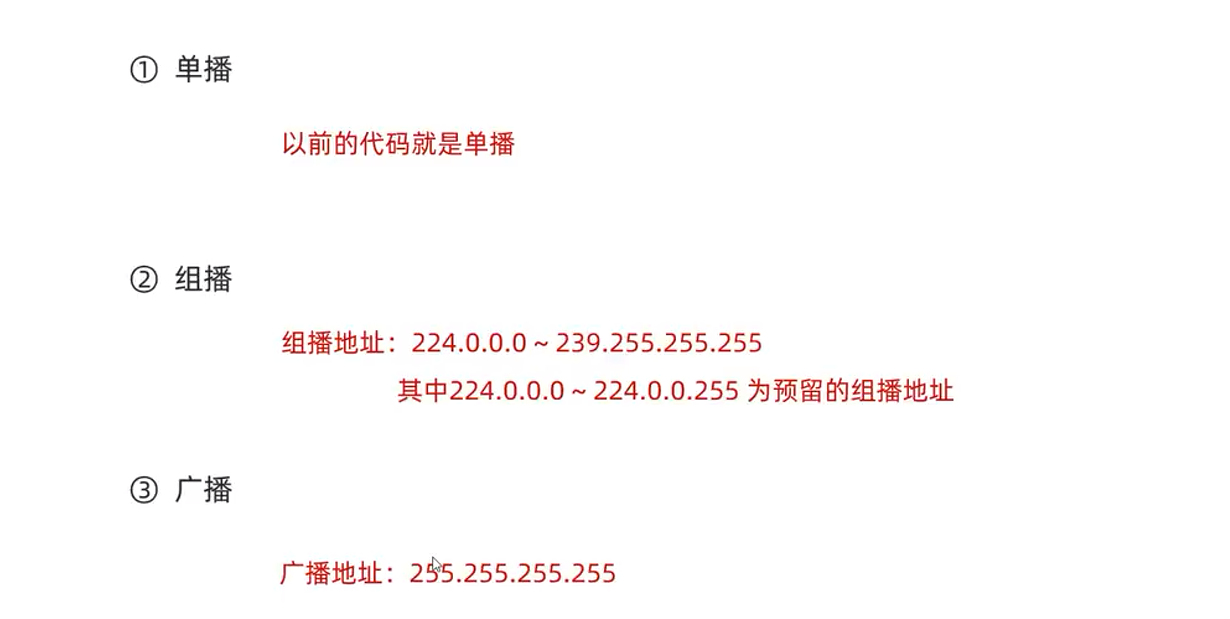 ① 单播
以前的代码就是单播
② 组播
组播地址：224.0.0.0 ~ 239.255.255.255
其中224.0.0.0 ~ 224.0.0.255 为预留的组播地址
③ 广播
广播地址：255.255.255.255